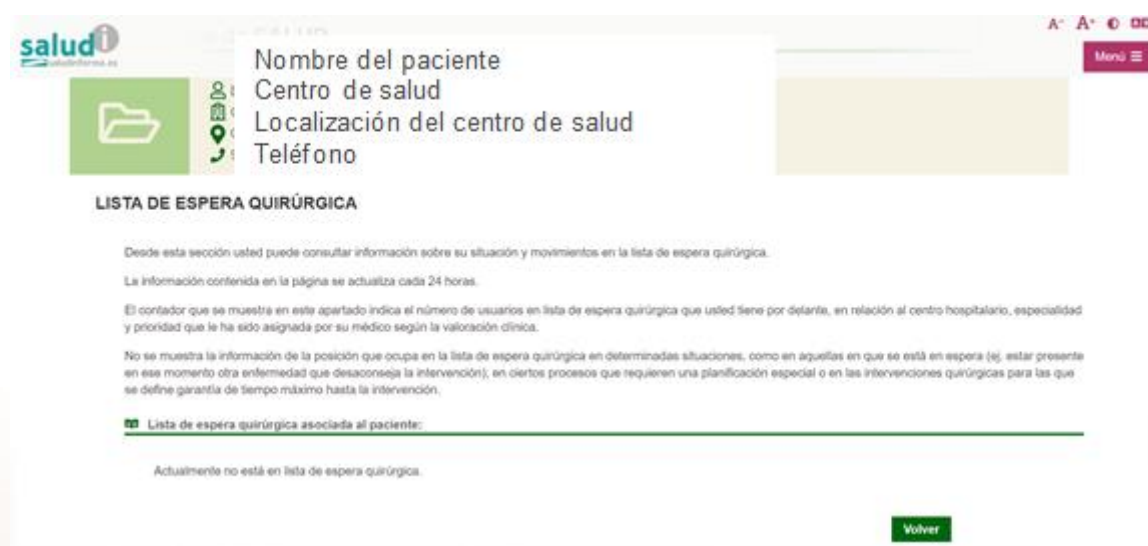 A- A+
salud i
saludinforma.es
Menú
Nombre del paciente
Centro de salud
Localización del centro de salud
Teléfono
LISTA DE ESPERA QUIRÚRGICA
Desde esta sección usted puede consultar información sobre su situación y movimientos en la lista de espera quirúrgica.
La información contenida en la página se actualiza cada 24 horas.
El contador que se muestra en este apartado indica el número de usuarios en lista de espera quirúrgica que usted tiene por delante, en relación al centro hospitalario, especialidad
y prioridad que le ha sido asignada por su médico según la valoración clínica.
No se muestra la información de la posición que ocupa en la lista de espera quirúrgica en determinadas situaciones, como en aquellas en que se está en espera (ej. estar presente
en ese momento otra enfermedad que desaconseja la intervención); en ciertos procesos que requieren una planificación especial o en las intervenciones quirúrgicas para las que
se define garantía de tiempo máximo hasta la intervención.
Lista de espera quirúrgica asociada al paciente:
Actualmente no está en lista de espera quirúrgica.
Volver